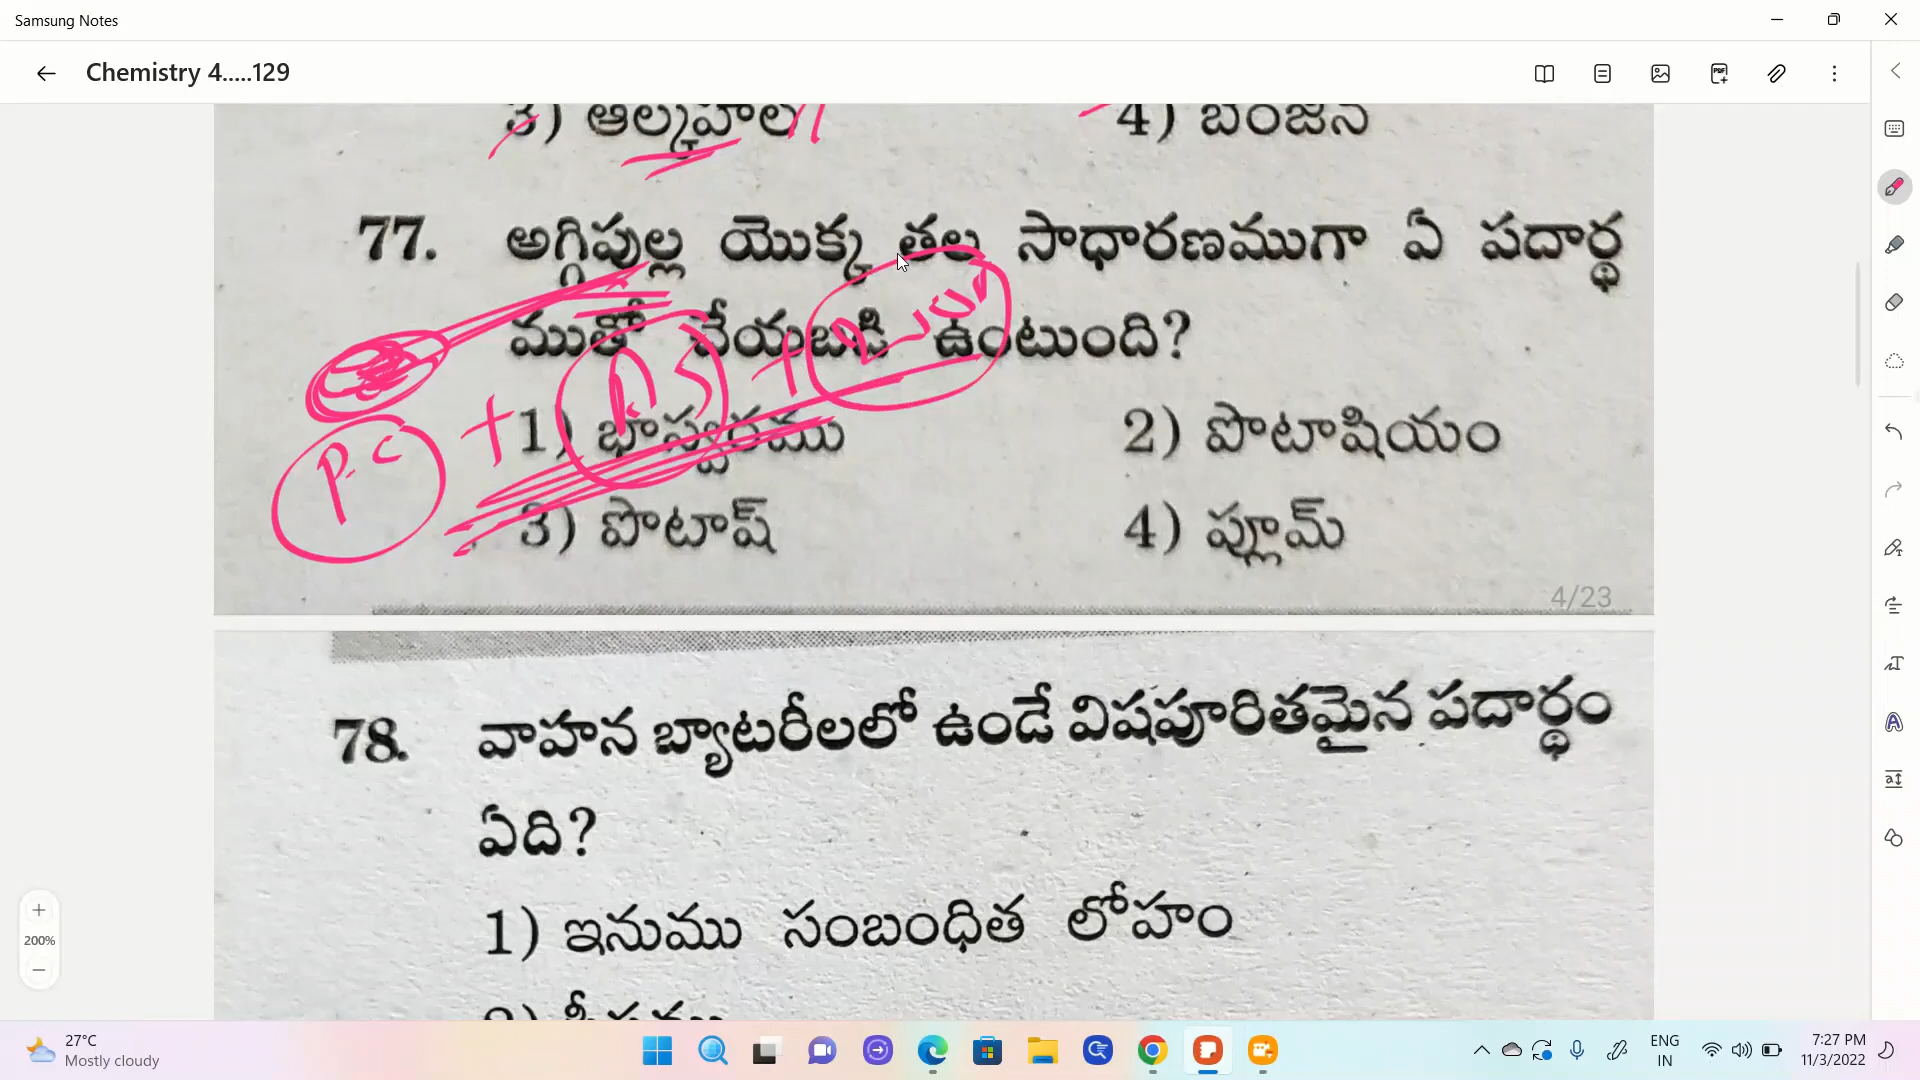 Samsung Notes
Chemistry 4.....129
3) ఆల్కహాల్ 4) బెంజీన్
77. అగ్గిపుల్ల యొక్క తల సాధారణముగా ఏ పదార్థ
ముతో చేయబడి ఉంటుంది?
P.C + AS +
1) భాస్వరము 2) పొటాషియం
3) పొటాష్ 4) ప్లూమ్
4/23
78. వాహన బ్యాటరీలలో ఉండే విషపూరితమైన పదార్థం
ఏది?
1) ఇనుము సంబంధిత లోహం
200%
27°C
Mostly cloudy
ENG
IN
7:27 PM
11/3/2022